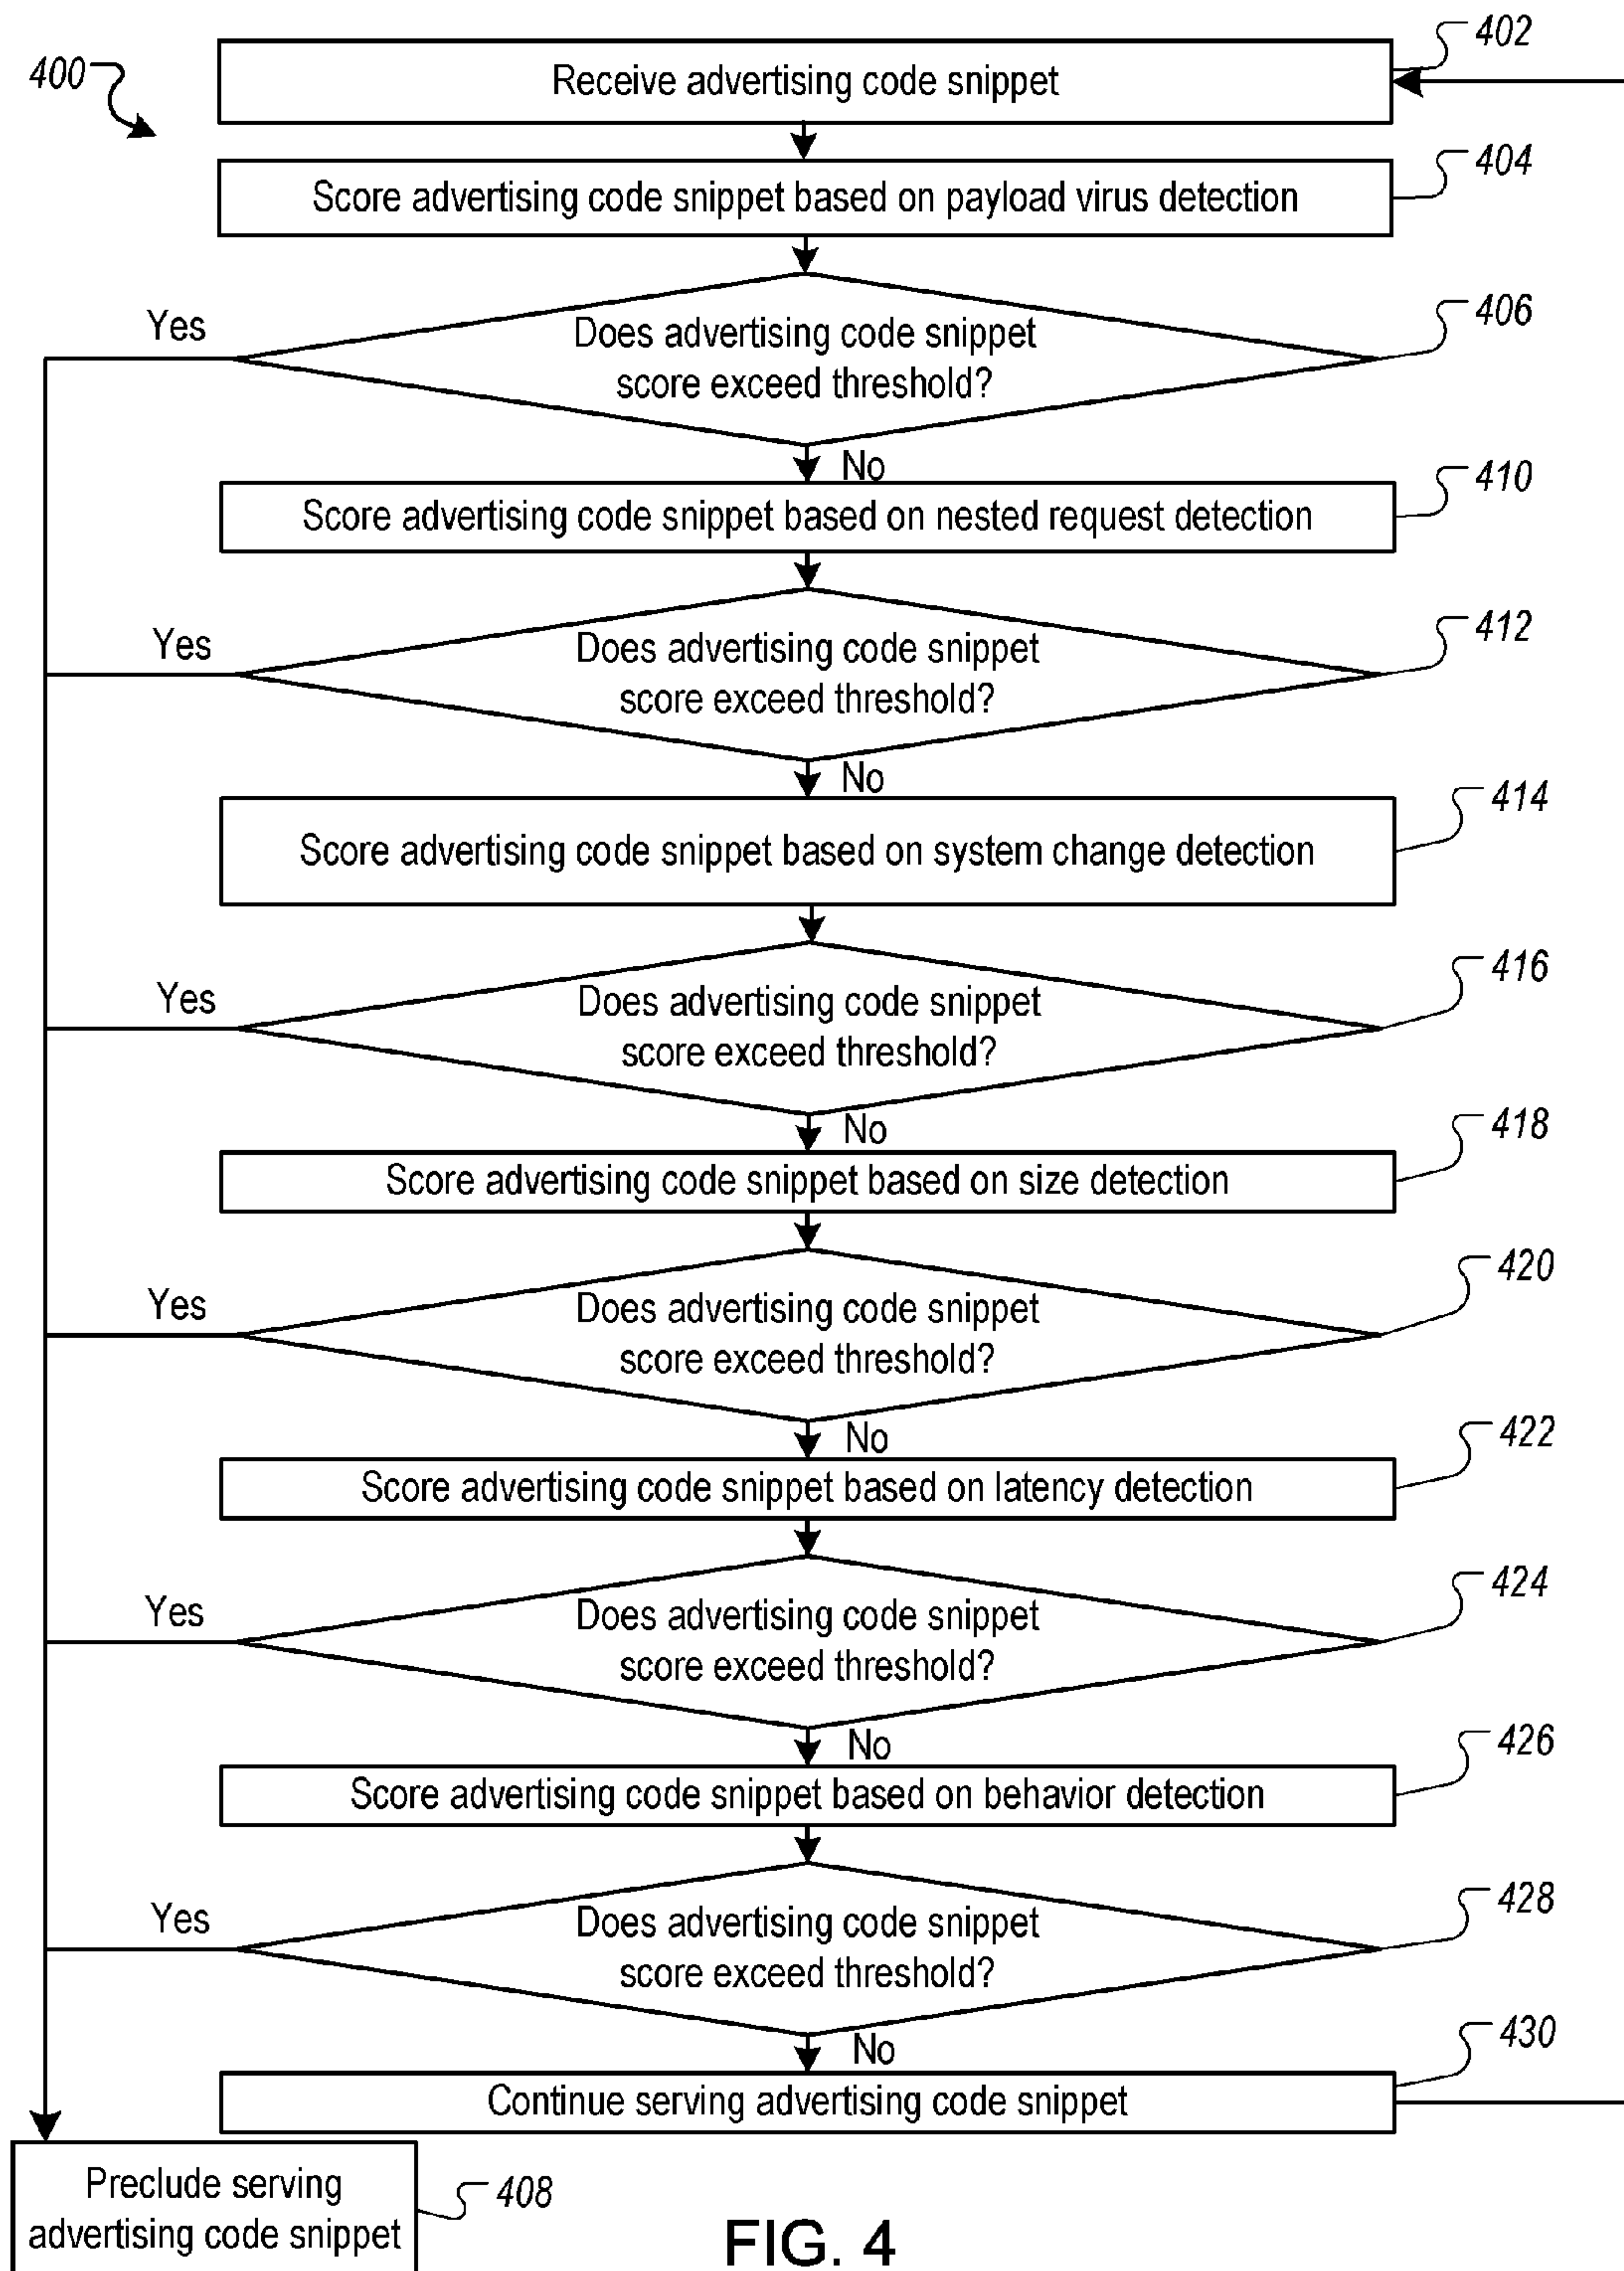 402
400
Receive advertising code snippet
404
Score advertising code snippet based on payload virus detection
406
Yes
Does advertising code snippet
score exceed threshold?
No
410
Score advertising code snippet based on nested request detection
412
Yes
Does advertising code snippet
score exceed threshold?
No
414
Score advertising code snippet based on system change detection
416
Yes
Does advertising code snippet
score exceed threshold?
No
418
Score advertising code snippet based on size detection
420
Yes
Does advertising code snippet
score exceed threshold?
No
422
Score advertising code snippet based on latency detection
424
Yes
Does advertising code snippet
score exceed threshold?
No
426
Score advertising code snippet based on behavior detection
428
Yes
Does advertising code snippet
score exceed threshold?
No
430
Continue serving advertising code snippet
Preclude serving
advertising code snippet
408
FIG. 4